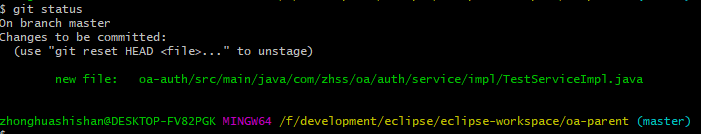 $ git status
On branch master
Changes to be committed:
  (use "git reset HEAD <file>..." to unstage)

        new file:   oa-auth/src/main/java/com/zhss/oa/auth/service/impl/TestServiceImpl.java

zhonghuashishan@DESKTOP-FV82PGK MINGW64 /f/development/eclipse/eclipse-workspace/oa-parent (master)